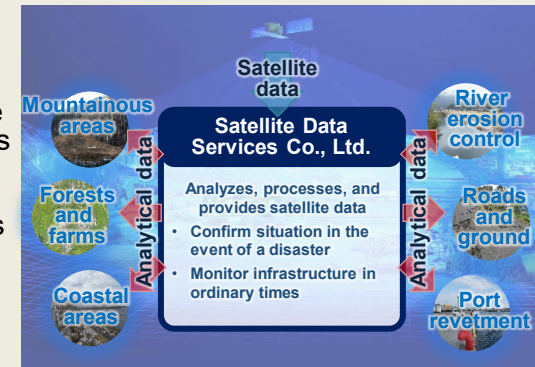 Satellite
data
Mountainous
areas
Forests
and
farms
Coastal
areas
Analytical data
Satellite Data
Services Co., Ltd.
Analyzes, processes, and
provides satellite data
• Confirm situation in the
event of a disaster
• Monitor infrastructure in
ordinary times
Analytical data
River
erosion
control
Roads
and
ground
Port
revetment